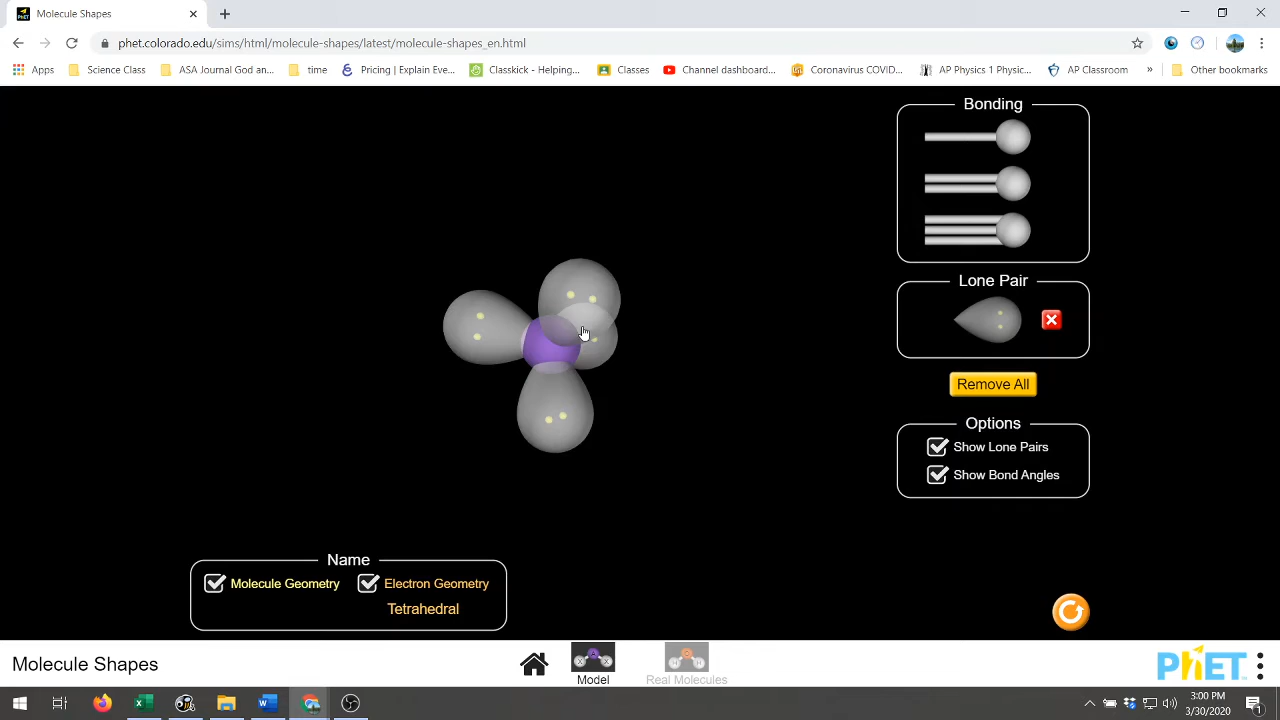 Molecule Shapes
phet.colorado.edu/sims/html/molecule-shapes/latest/molecule-shapes_en.html
Apps Science Class ASA Journal God an... time Pricing | Explain Eve... Classkick - Helping... Classes Channel dashboard... Coronavirus COVID... AP Physics 1 Physic... AP Classroom » Other bookmarks
Bonding
Lone Pair
Remove All
Options
Show Lone Pairs
Show Bond Angles
Name
Molecule Geometry Electron Geometry
Tetrahedral
Molecule Shapes
Model
Real Molecules
PhET
3:00 PM
3/30/2020